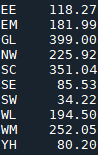 EE 118.27
EM 181.99
GL 399.00
NW 225.92
SC 351.04
SE 85.53
SW 34.22
WL 194.50
WM 252.05
YH 80.20